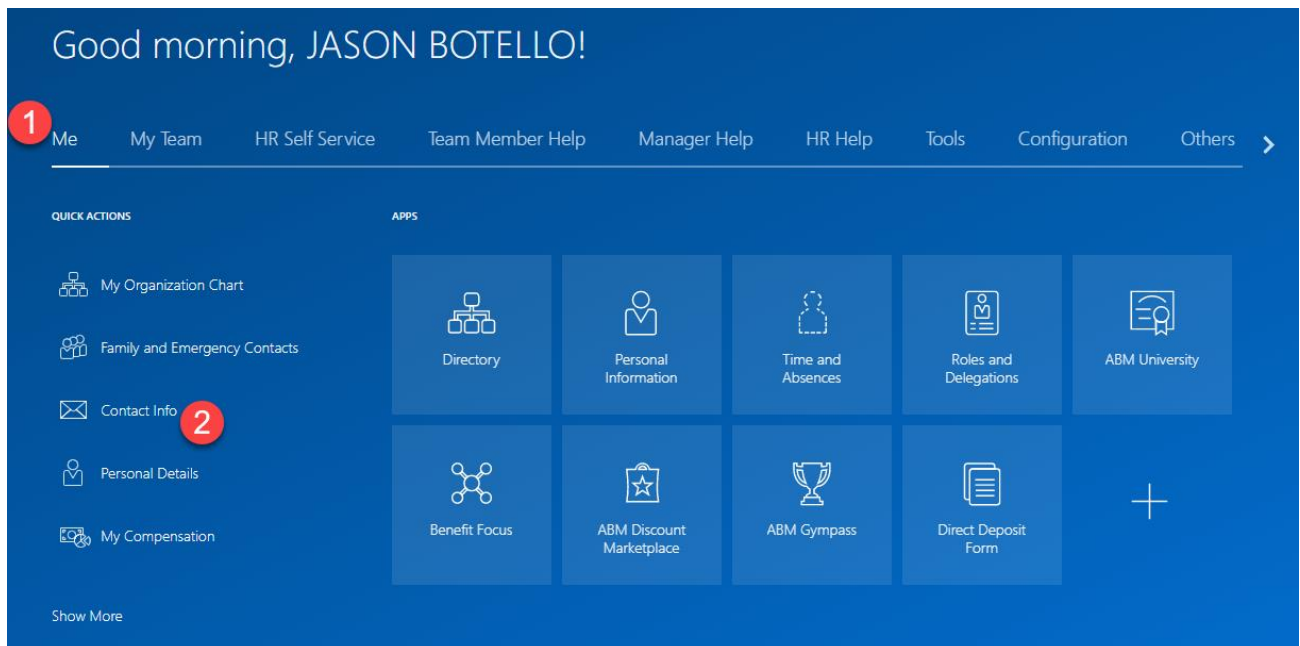 Good morning, JASON BOTELLO!
1
Me My Team HR Self Service Team Member Help Manager Help HR Help Tools Configuration Others
QUICK ACTIONS
My Organization Chart
Family and Emergency Contacts
Contact Info
2
Personal Details
My Compensation
Show More
APPS
Directory
Personal
Information
Time and
Absences
Roles and
Delegations
ABM University
Benefit Focus
ABM Discount
Marketplace
ABM Gympass
Direct Deposit
Form